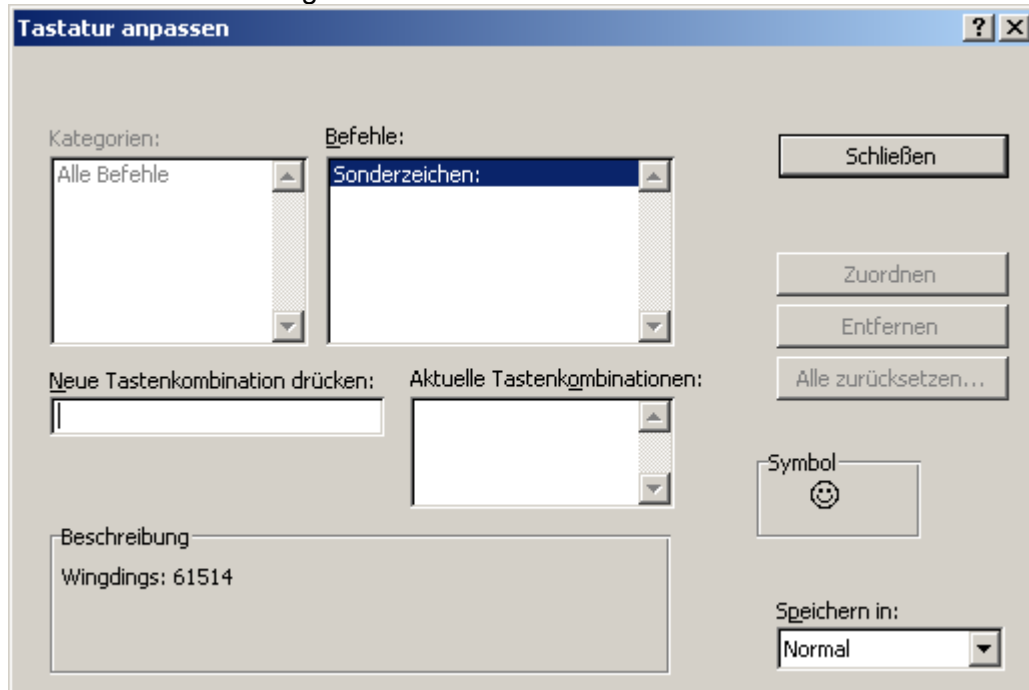 Tastatur anpassen
Kategorien:
Befehle:
Alle Befehle
Sonderzeichen:
Schließen
Zuordnen
Entfernen
Alle zurücksetzen...
Neue Tastenkombination drücken:
Aktuelle Tastenkombinationen:
Symbol
Beschreibung
Wingdings: 61514
Speichern in:
Normal